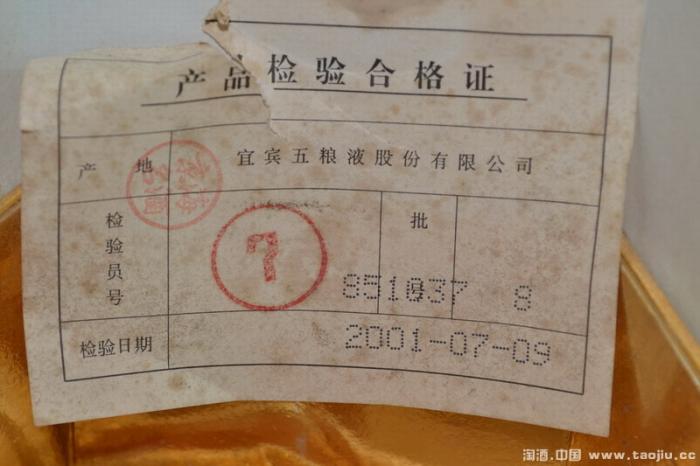 产品检验合格证
产地 宜宾五粮液股份有限公司
检验员号 7 批号
851037 8
检验日期 2001-07-09
淘酒.中国 www.taojiu.cc